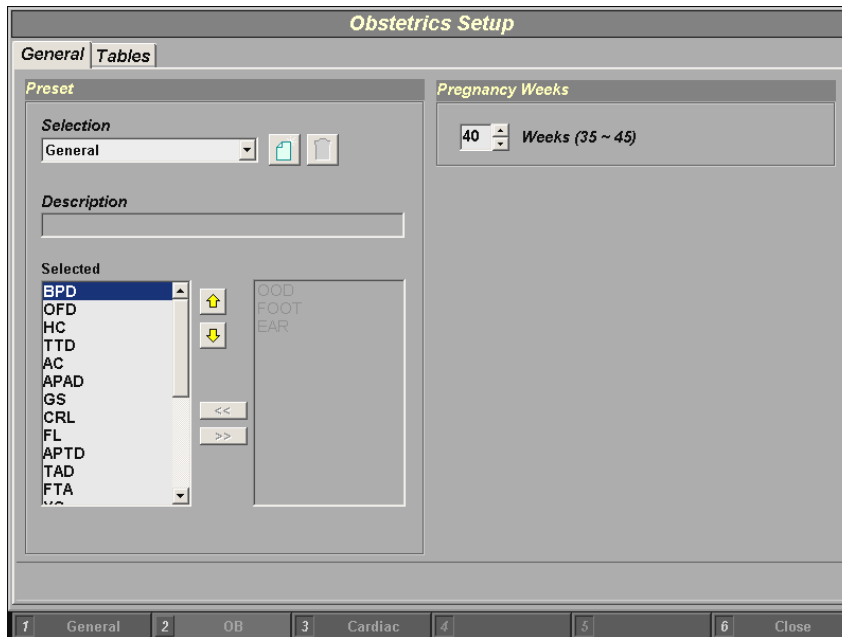 Obstetrics Setup
General Tables
Preset
Selection
General
Description
Selected
BPD
OFD
HC
TTD
AC
APAD
GS
CRL
FL
APTD
TAD
FTA
<<
>>
OOD
FOOT
EAR
Pregnancy Weeks
40 Weeks (35 ~ 45)
1 General 2 OB 3 Cardiac 4 5 6 Close